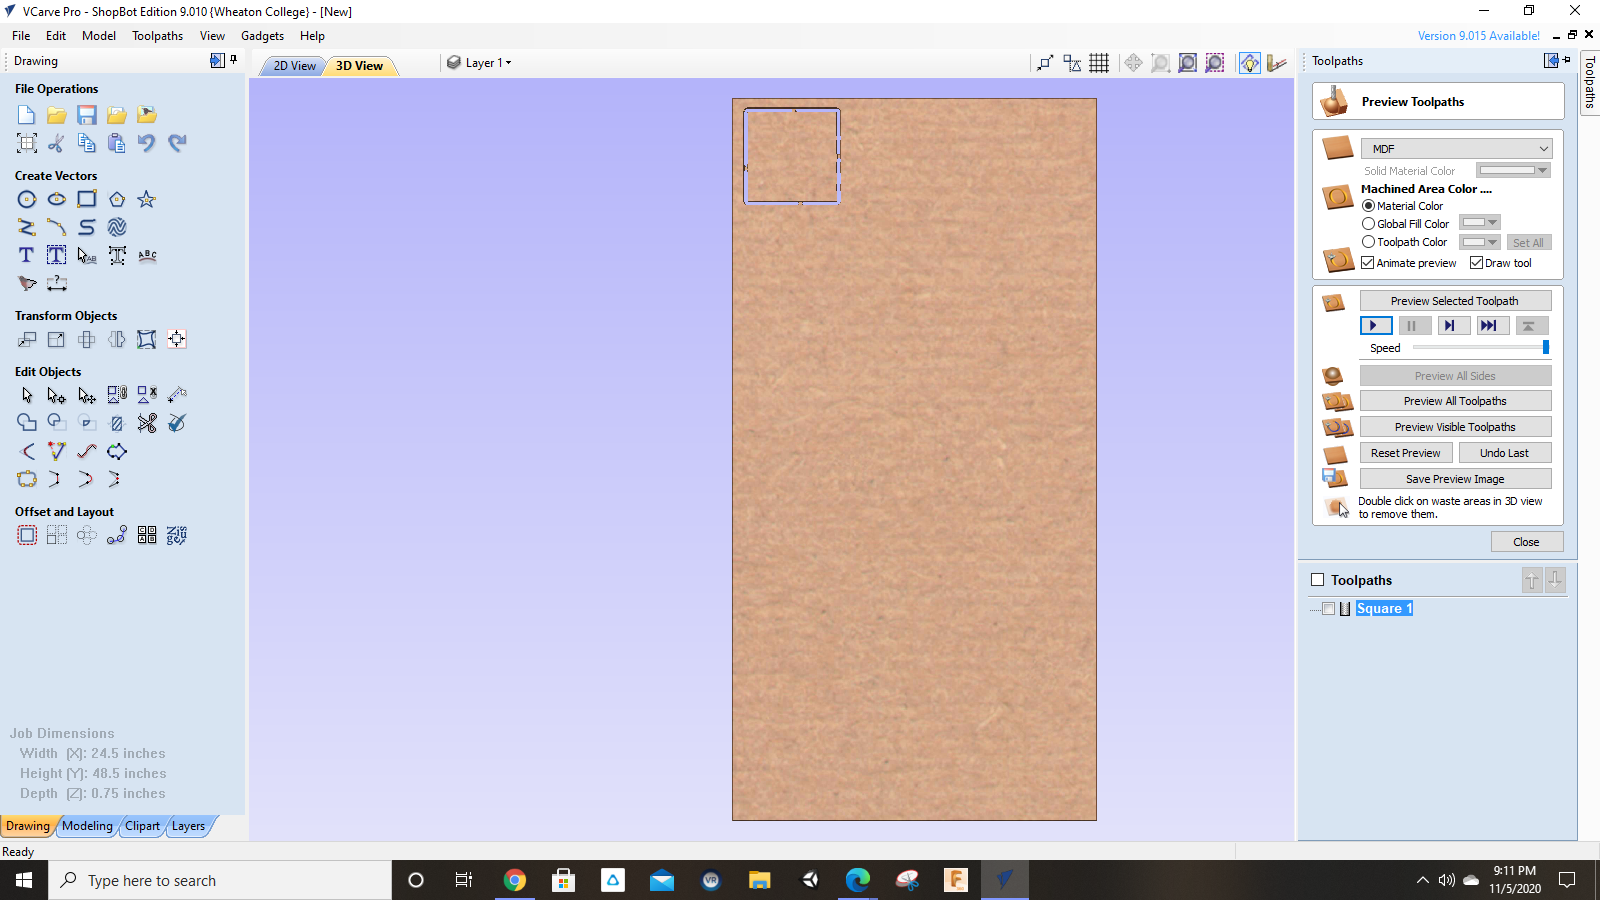 VCarve Pro - ShopBot Edition 9.010 {Wheaton College} - [New]
File Edit Model Toolpaths View Gadgets Help
Version 9.015 Available!
Drawing
2D View 3D View
Layer 1
Toolpaths
Toolpaths
File Operations
Create Vectors
Transform Objects
Edit Objects
Offset and Layout
Job Dimensions
Width (X): 24.5 inches
Height (Y): 48.5 inches
Depth (Z): 0.75 inches
Drawing Modeling Clipart Layers
Ready
Preview Toolpaths
MDF
Solid Material Color
Machined Area Color ....
Material Color
Global Fill Color
Toolpath Color
Set All
Animate preview Draw tool
Preview Selected Toolpath
Speed
Preview All Sides
Preview All Toolpaths
Preview Visible Toolpaths
Reset Preview Undo Last
Save Preview Image
Double click on waste areas in 3D view
to remove them.
Close
Toolpaths
Square 1
Type here to search
VR
9:11 PM
11/5/2020